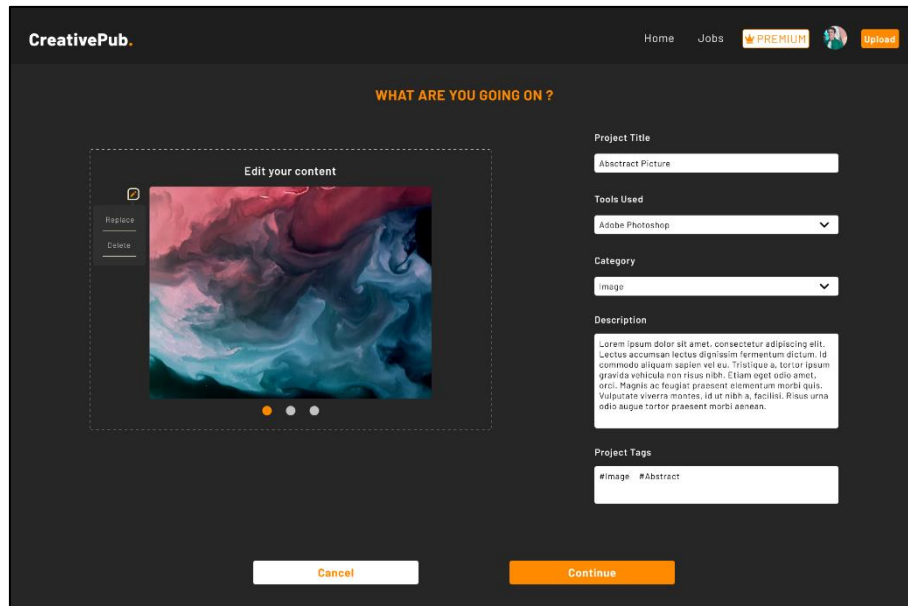 CreativePub.
Home Jobs PREMIUM Upload
WHAT ARE YOU GOING ON ?
Edit your content
Replace
Delete
Project Title
Absctract Picture
Tools Used
Adobe Photoshop
Category
Image
Description
Lorem ipsum dolor sit amet, consectetur adipiscing elit.
Lectus accumsan lectus dignissim fermentum dictum. Id
commodo aliquam sapien vel eu. Tristique a, tortor ipsum
gravida vehicula non risus nibh. Etiam eget odio amet,
orci. Magnis ac feugiat praesent elementum morbi quis.
Vulputate viverra montes, id ut nibh a, facilisi. Risus urna
odio augue tortor praesent morbi aenean.
Project Tags
#Image #Abstract
Cancel
Continue